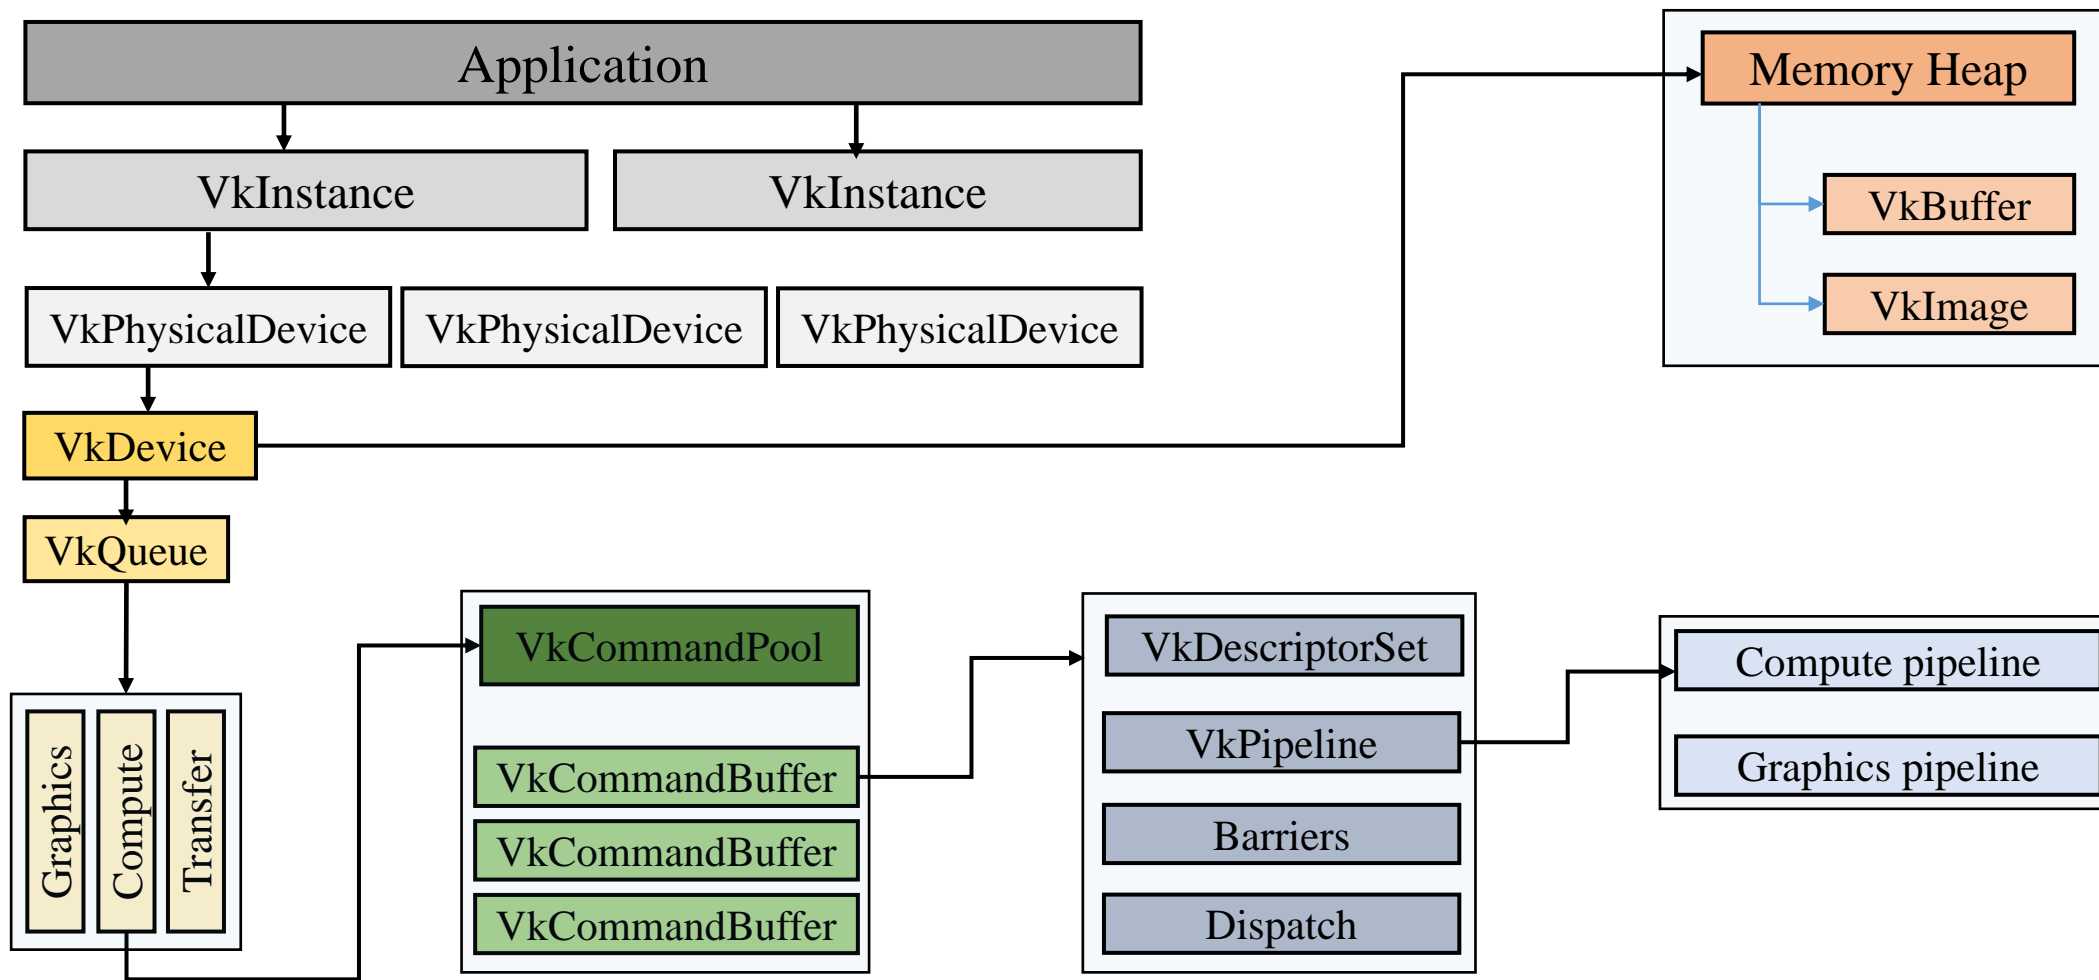 Application
VkInstance
VkInstance
VkPhysicalDevice
VkPhysicalDevice
VkPhysicalDevice
VkDevice
VkQueue
Graphics
Compute
Transfer
VkCommandPool
VkCommandBuffer
VkCommandBuffer
VkCommandBuffer
VkDescriptorSet
VkPipeline
Barriers
Dispatch
Compute pipeline
Graphics pipeline
Memory Heap
VkBuffer
VkImage